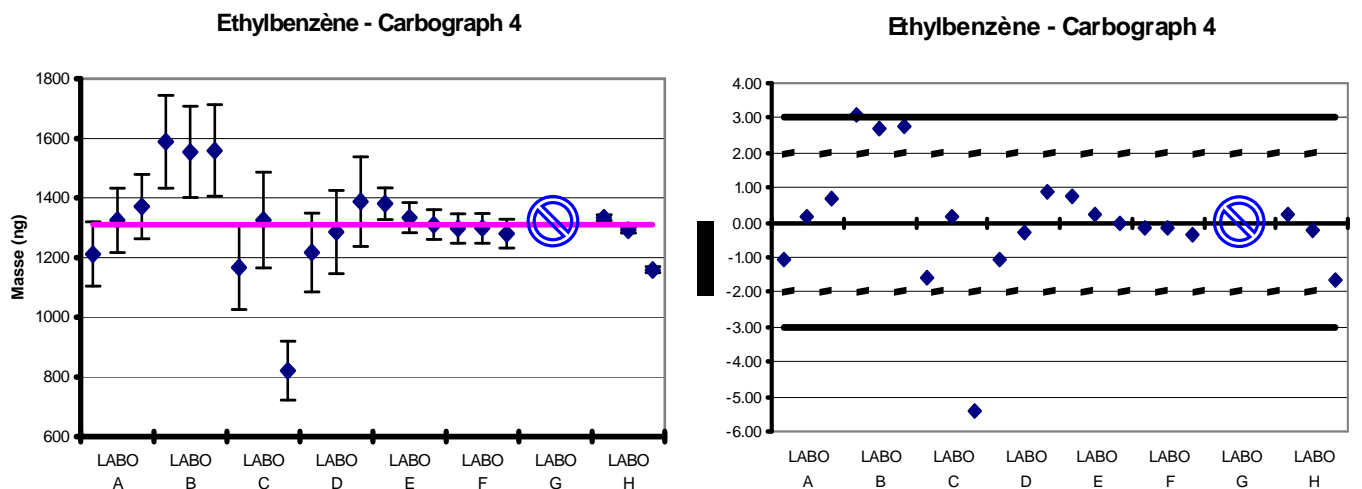 Ethylbenzène - Carbograph 4
Masse (ng)
1800
1600
1400
1200
1000
800
600
LABO A
LABO B
LABO C
LABO D
LABO E
LABO F
LABO G
LABO H
Ethylbenzène - Carbograph 4
4.00
3.00
2.00
1.00
0.00
-1.00
-2.00
-3.00
-4.00
-5.00
-6.00
LABO A
LABO B
LABO C
LABO D
LABO E
LABO F
LABO G
LABO H